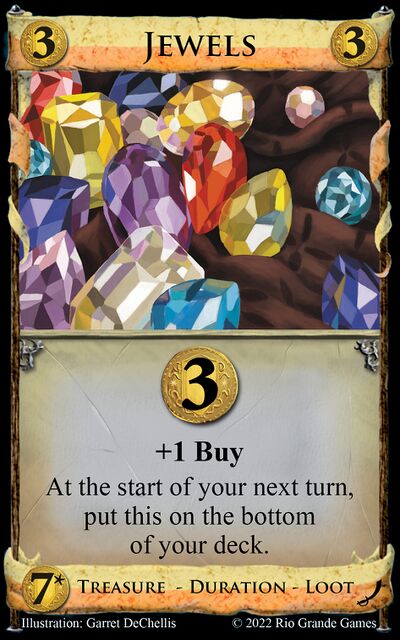 3 JEWELS 3
3
+1 Buy
At the start of your next turn,
put this on the bottom
of your deck.
7* TREASURE - DURATION - LOOT
Illustration: Garret DeChellis © 2022 Rio Grande Games